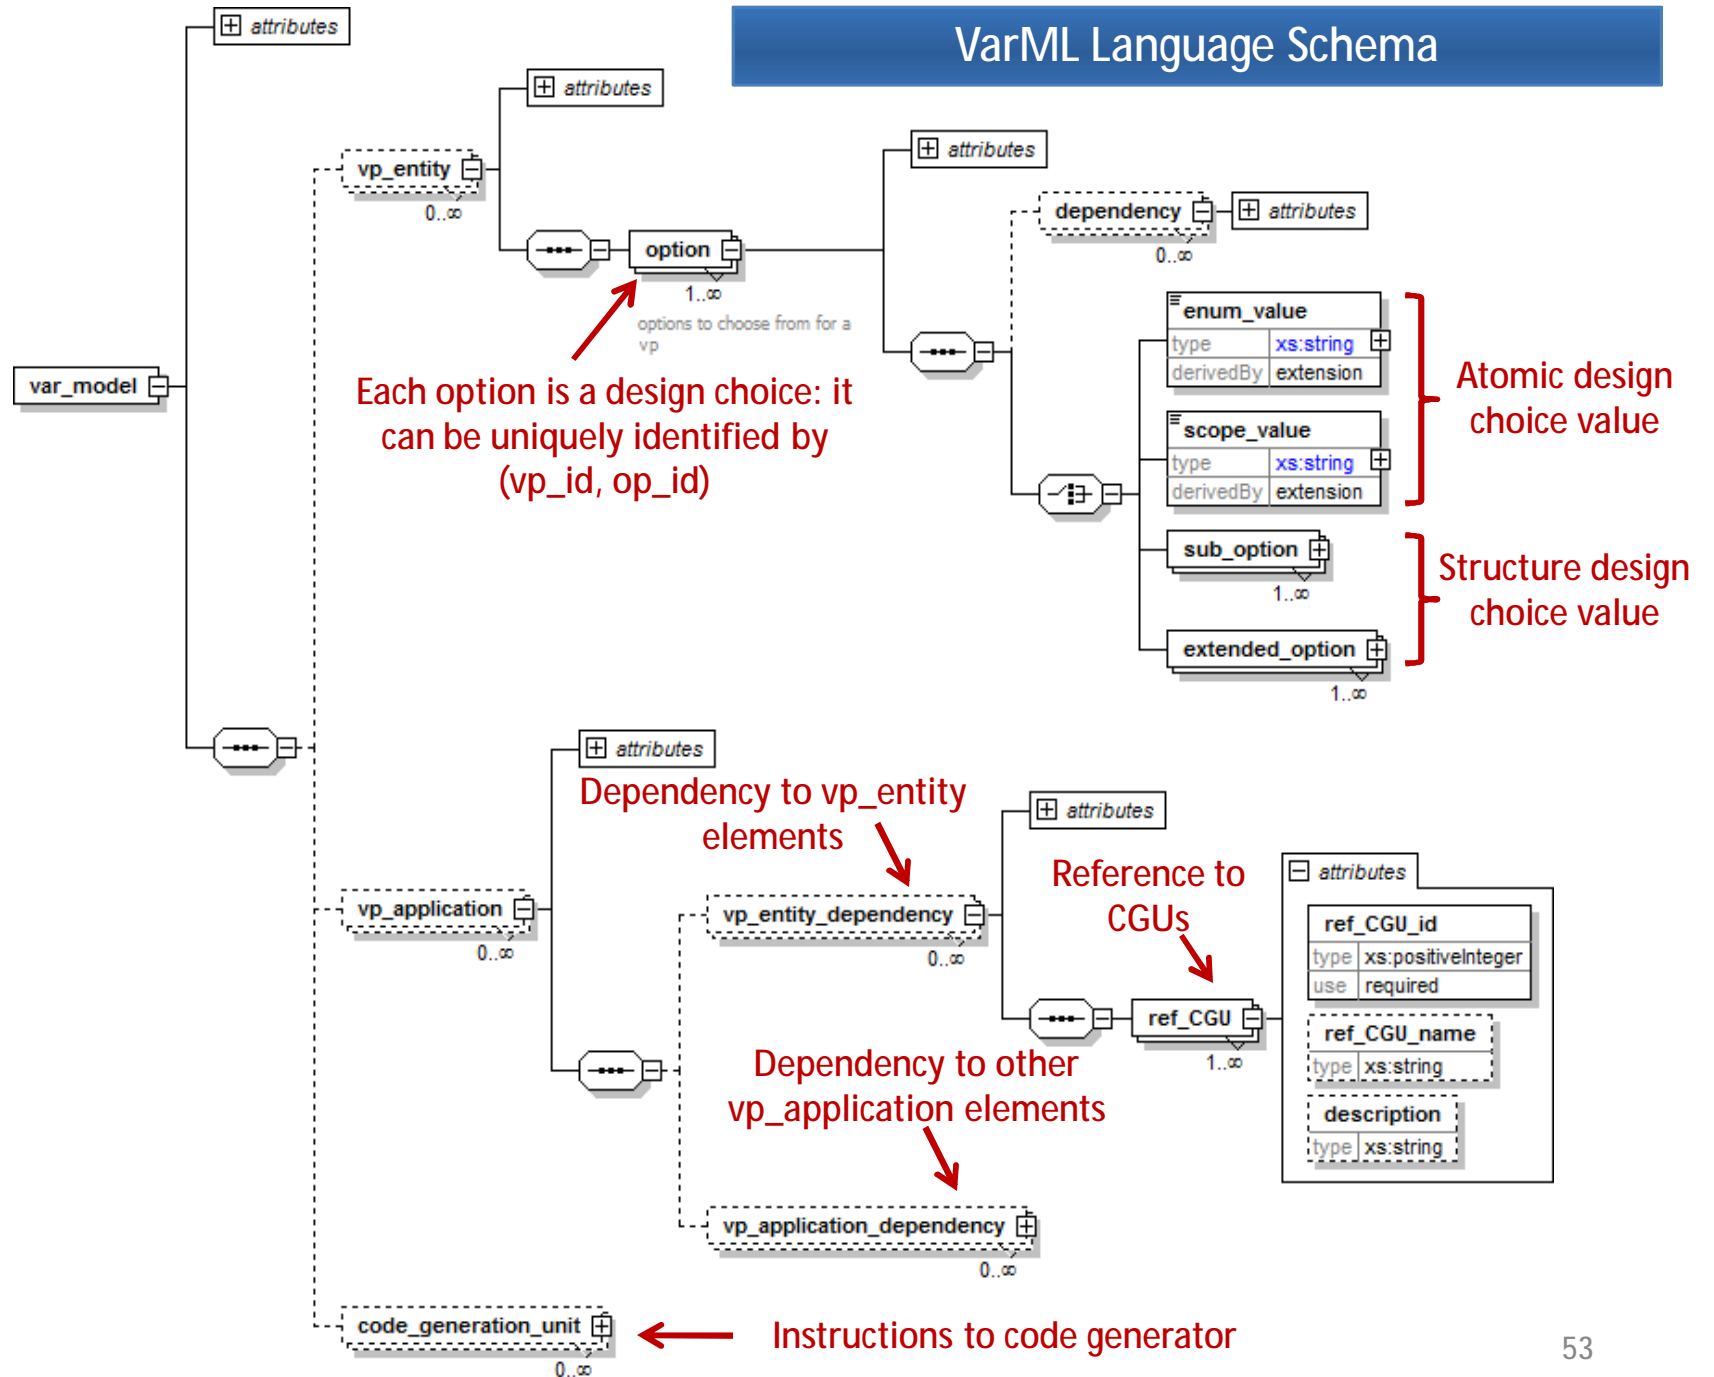 VarML Language Schema
attributes
attributes
vp_entity
0..∞
attributes
option
1..∞
options to choose from for a
vp
dependency
attributes
0..∞
enum_value
type xs:string
derivedBy extension
scope_value
type xs:string
derivedBy extension
sub_option
1..∞
extended_option
1..∞
Atomic design
choice value
Structure design
choice value
var_model
Each option is a design choice: it
can be uniquely identified by
(vp_id, op_id)
attributes
Dependency to vp_entity
elements
vp_application
0..∞
vp_entity_dependency
0..∞
attributes
Reference to
CGUs
ref_CGU
1..∞
attributes
ref_CGU_id
type xs:positiveInteger
use required
ref_CGU_name
type xs:string
description
type xs:string
Dependency to other
vp_application elements
vp_application_dependency
0..∞
code_generation_unit
0..∞
Instructions to code generator
53